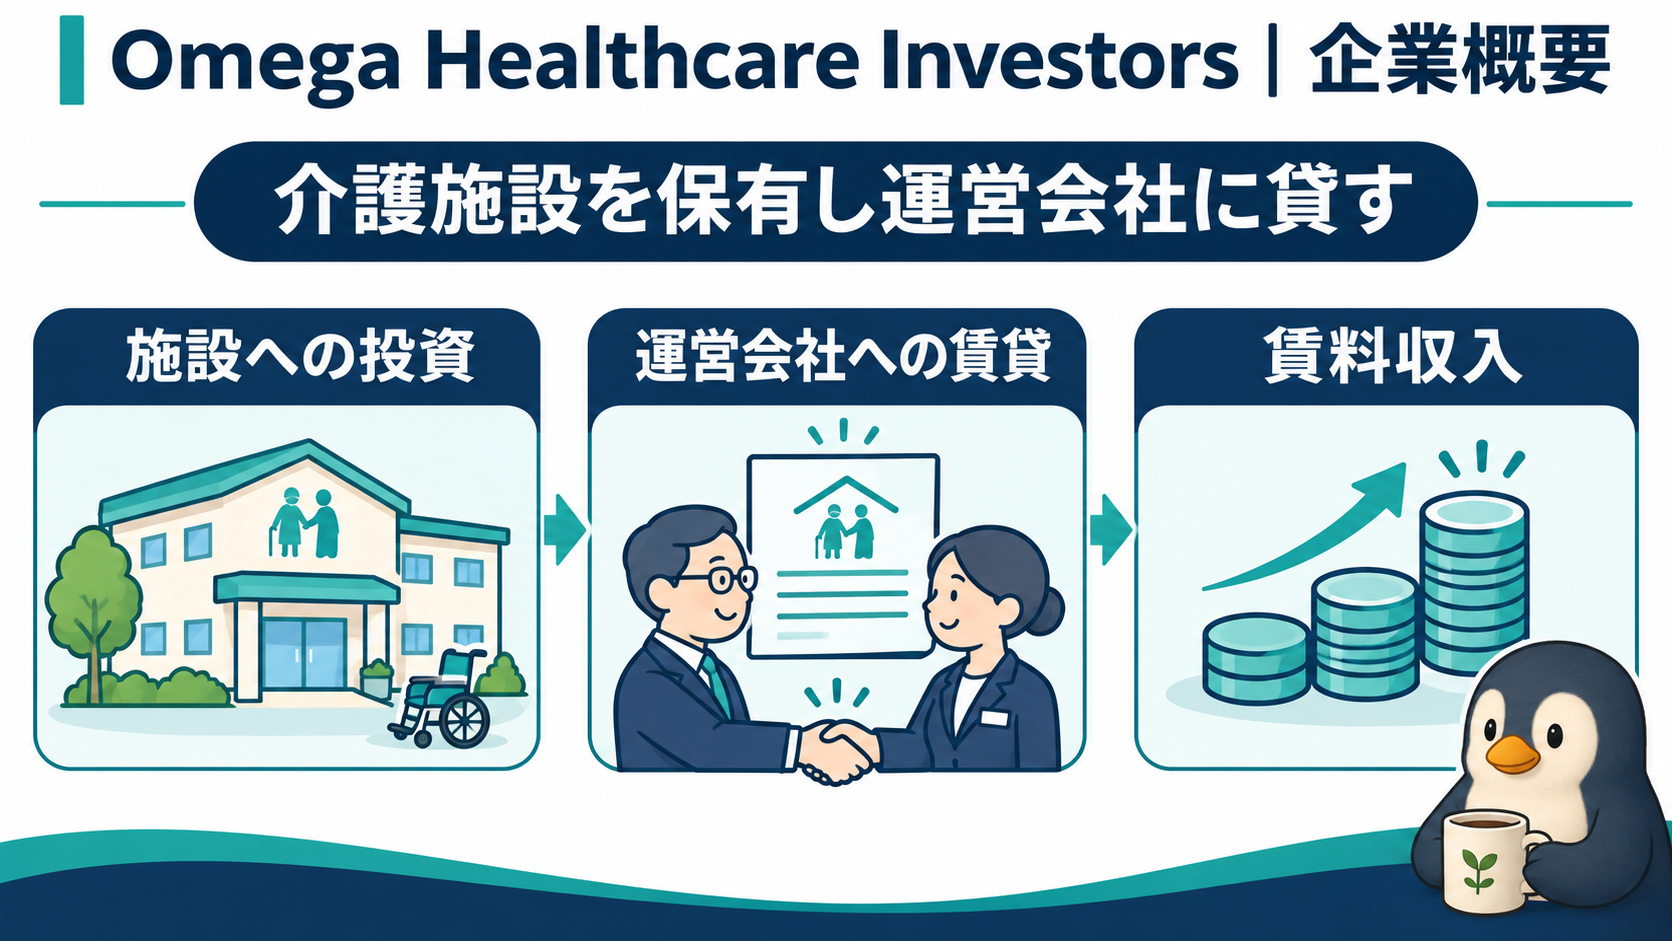 Omega Healthcare Investors｜企業概要
介護施設を保有し運営会社に貸す
施設への投資
運営会社への賃貸
賃料収入